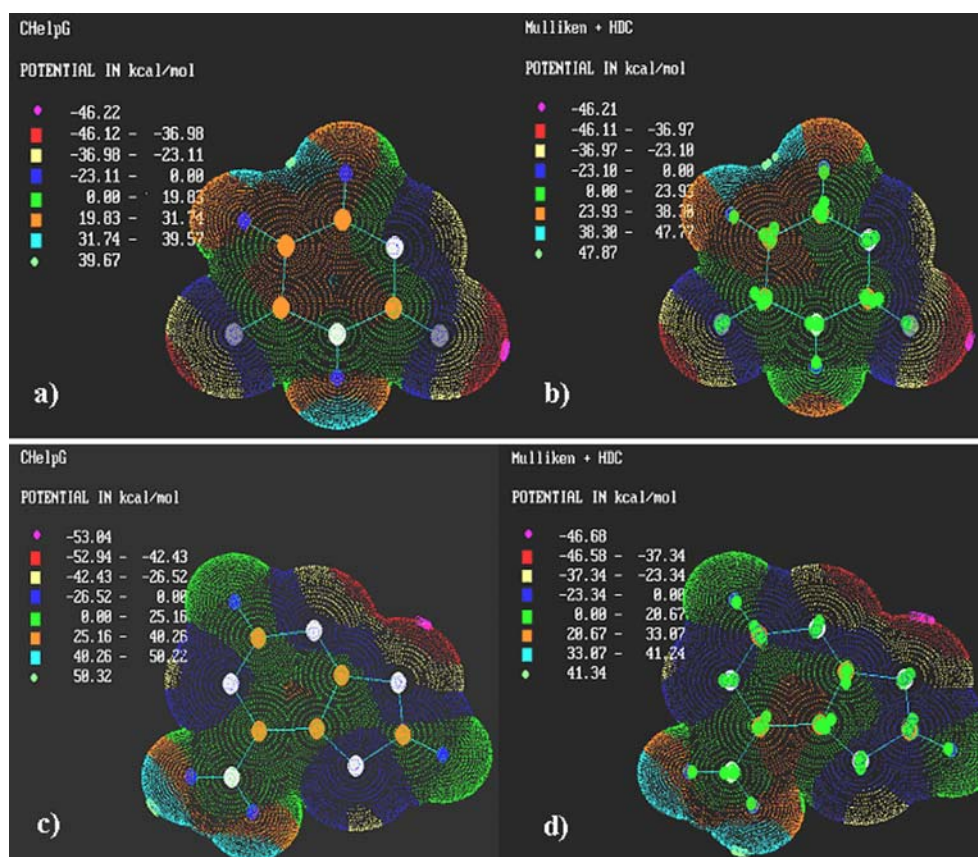 CHelpG
POTENTIAL IN kcal/mol
-46.22
-46.12 - -36.98
-36.98 - -23.11
-23.11 - 0.00
0.00 - 19.83
19.83 - 31.74
31.74 - 39.57
39.67
a)
Mulliken + HDC
POTENTIAL IN kcal/mol
-46.21
-46.11 - -36.97
-36.97 - -23.10
-23.10 - 0.00
0.00 - 23.93
23.93 - 38.30
38.30 - 47.77
47.87
b)
CHelpG
POTENTIAL IN kcal/mol
-53.04
-52.94 - -42.43
-42.43 - -26.52
-26.52 - 0.00
0.00 - 25.16
25.16 - 40.26
40.26 - 50.22
50.32
c)
Mulliken + HDC
POTENTIAL IN kcal/mol
-46.68
-46.58 - -37.34
-37.34 - -23.34
-23.34 - 0.00
0.00 - 20.67
20.67 - 33.07
33.07 - 41.24
41.34
d)